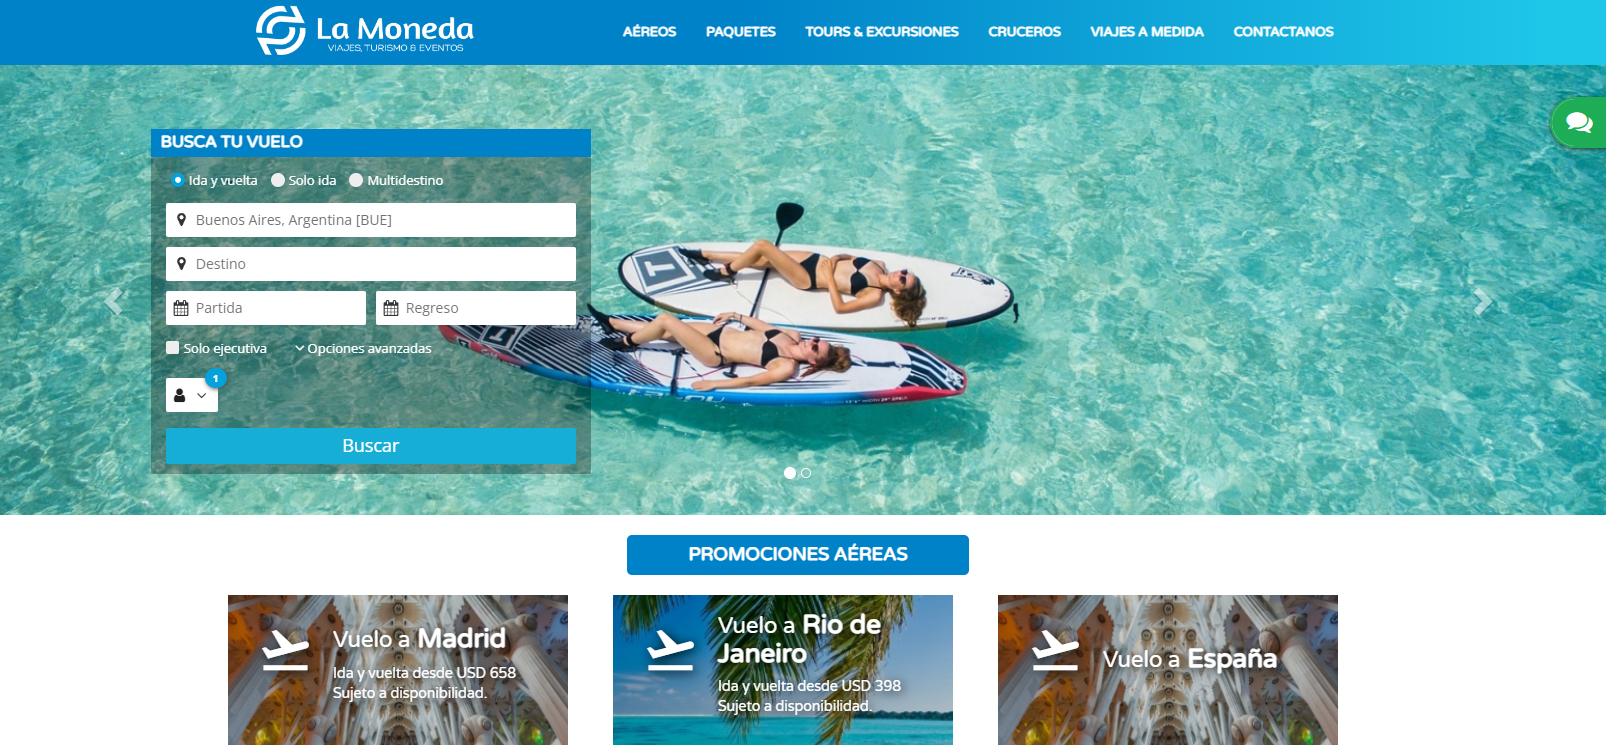 La Moneda
VIAJES, TURISMO & EVENTOS
AÉREOS PAQUETES TOURS & EXCURSIONES CRUCEROS VIAJES A MEDIDA CONTACTANOS
BUSCA TU VUELO
Ida y vuelta Solo ida Multidestino
Buenos Aires, Argentina [BUE]
Destino
Partida Regreso
Solo ejecutiva Opciones avanzadas
1
Buscar
T
PROMOCIONES AÉREAS
Vuelo a Madrid
Ida y vuelta desde USD 658
Sujeto a disponibilidad.
Vuelo a Rio de
Janeiro
Ida y vuelta desde USD 398
Sujeto a disponibilidad.
Vuelo a España